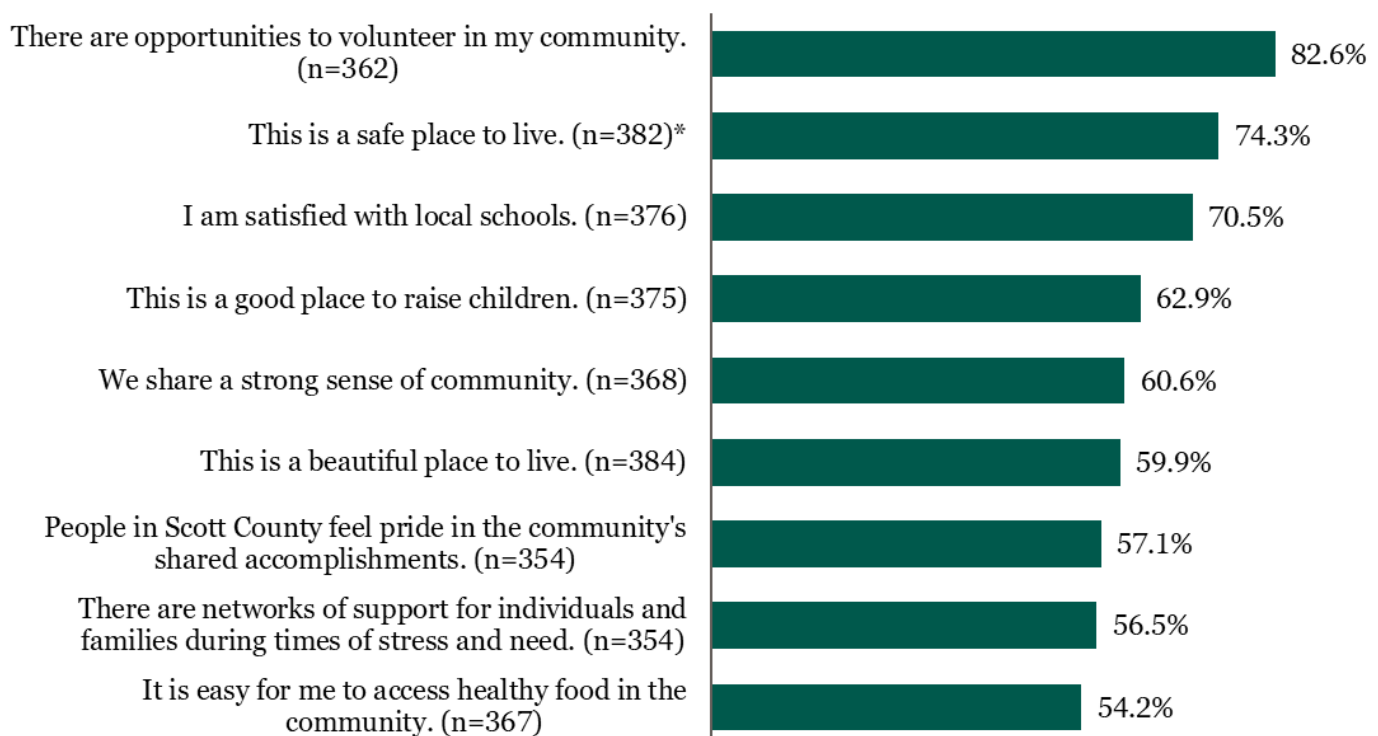 There are opportunities to volunteer in my community.
(n=362)
82.6%
This is a safe place to live. (n=382)*
74.3%
I am satisfied with local schools. (n=376)
70.5%
This is a good place to raise children. (n=375)
62.9%
We share a strong sense of community. (n=368)
60.6%
This is a beautiful place to live. (n=384)
59.9%
People in Scott County feel pride in the community's
shared accomplishments. (n=354)
57.1%
There are networks of support for individuals and
families during times of stress and need. (n=354)
56.5%
It is easy for me to access healthy food in the
community. (n=367)
54.2%